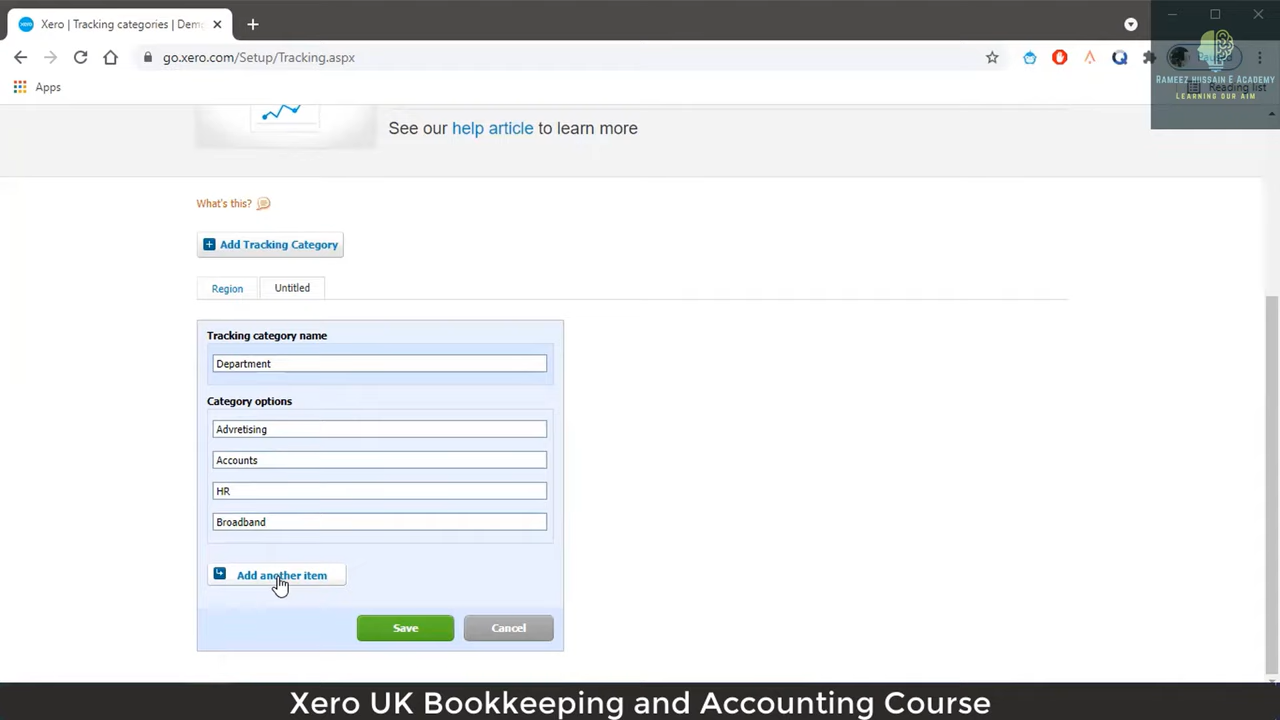 Xero | Tracking categories | Dem
go.xero.com/Setup/Tracking.aspx
Apps
Reading list
RAMEEZ HUSSAIN E ACADEMY
LEARNING OUR AIM
See our help article to learn more
What's this?
Add Tracking Category
Region
Untitled
Tracking category name
Department
Category options
Advretising
Accounts
HR
Broadband
Add another item
Save
Cancel
Xero UK Bookkeeping and Accounting Course